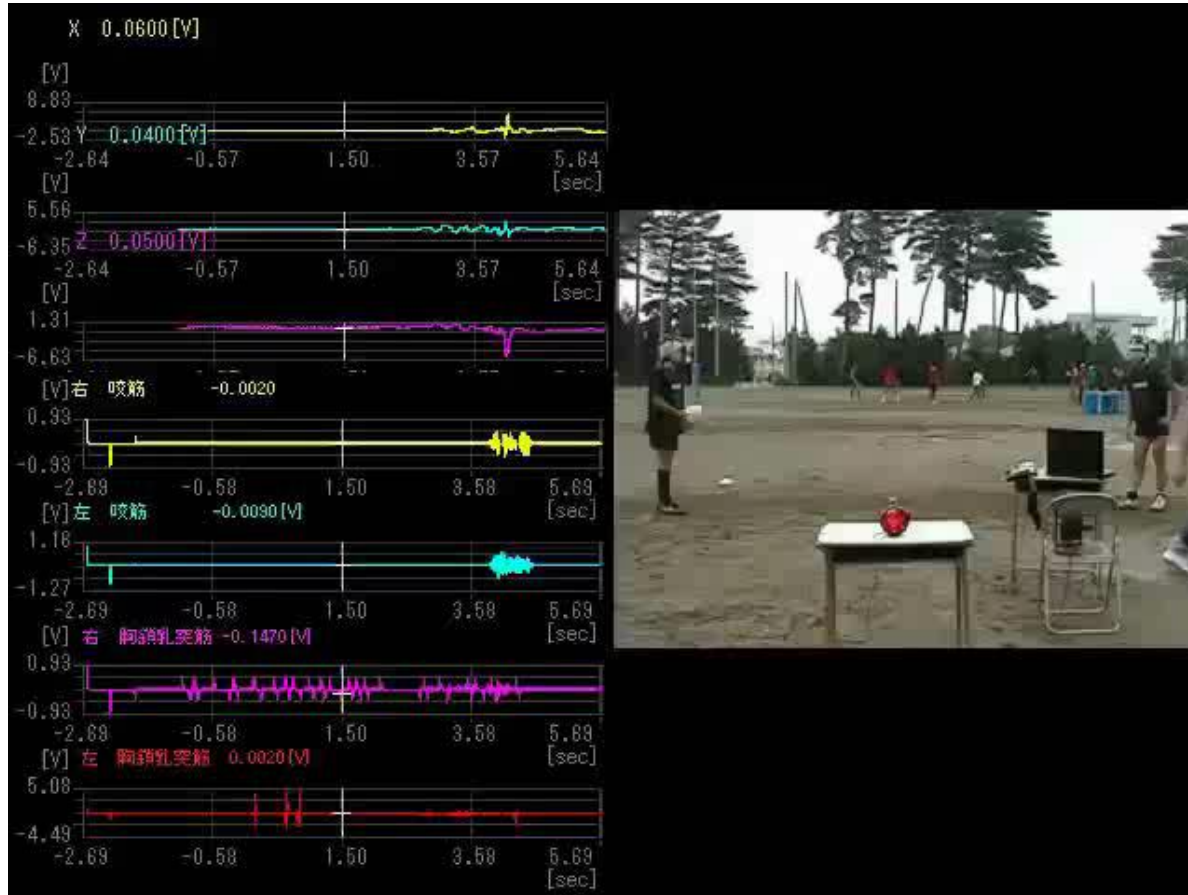 X 0.0600[V]
[V]
8.83
-2.53 Y 0.0400[V]
-2.64 -0.57 1.50 3.57 5.64
[V] [sec]
5.56
-6.35 Z 0.0500[V]
-2.64 -0.57 1.50 3.57 5.64
[V] [sec]
1.31
-6.63
[V] 右 咬筋 -0.0020
0.93
-0.93
-2.69 -0.58 1.50 3.58 5.69
[V] 左 咬筋 -0.0090[V] [sec]
1.18
-1.27
-2.69 -0.58 1.50 3.58 5.69
[V] 右 胸鎖乳突筋 -0.1470[V] [sec]
0.93
-0.93
-2.69 -0.58 1.50 3.58 5.69
[V] 左 胸鎖乳突筋 0.0020[V] [sec]
5.08
-4.49
-2.69 -0.58 1.50 3.58 5.69
[sec]